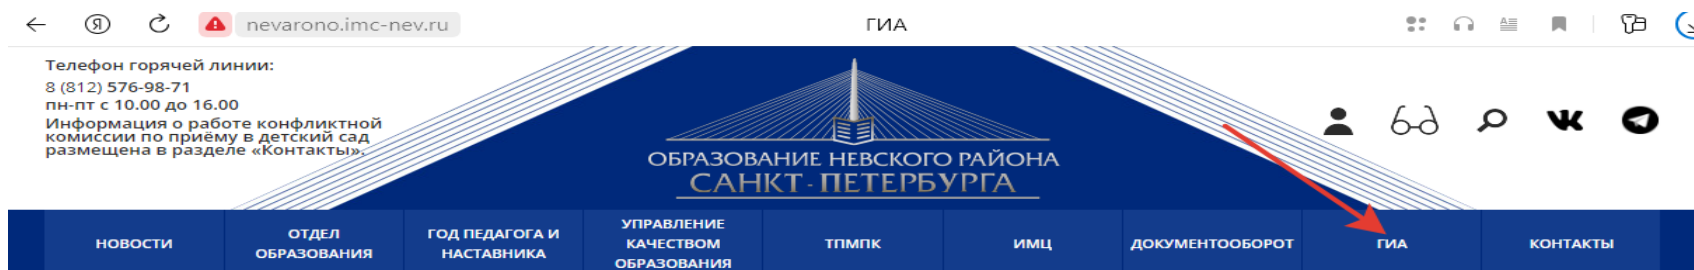 nevarono.imc-nev.ru
ГИА
Телефон горячей линии:
8 (812) 576-98-71
пн-пт с 10.00 до 16.00
Информация о работе конфликтной
комиссии по приёму в детский сад
размещена в разделе «Контакты».
ОБРАЗОВАНИЕ НЕВСКОГО РАЙОНА
САНКТ-ПЕТЕРБУРГА
НОВОСТИ
ОТДЕЛ
ОБРАЗОВАНИЯ
ГОД ПЕДАГОГА И
НАСТАВНИКА
УПРАВЛЕНИЕ
КАЧЕСТВОМ
ОБРАЗОВАНИЯ
ТПМПК
ИМЦ
ДОКУМЕНТООБОРОТ
ГИА
КОНТАКТЫ